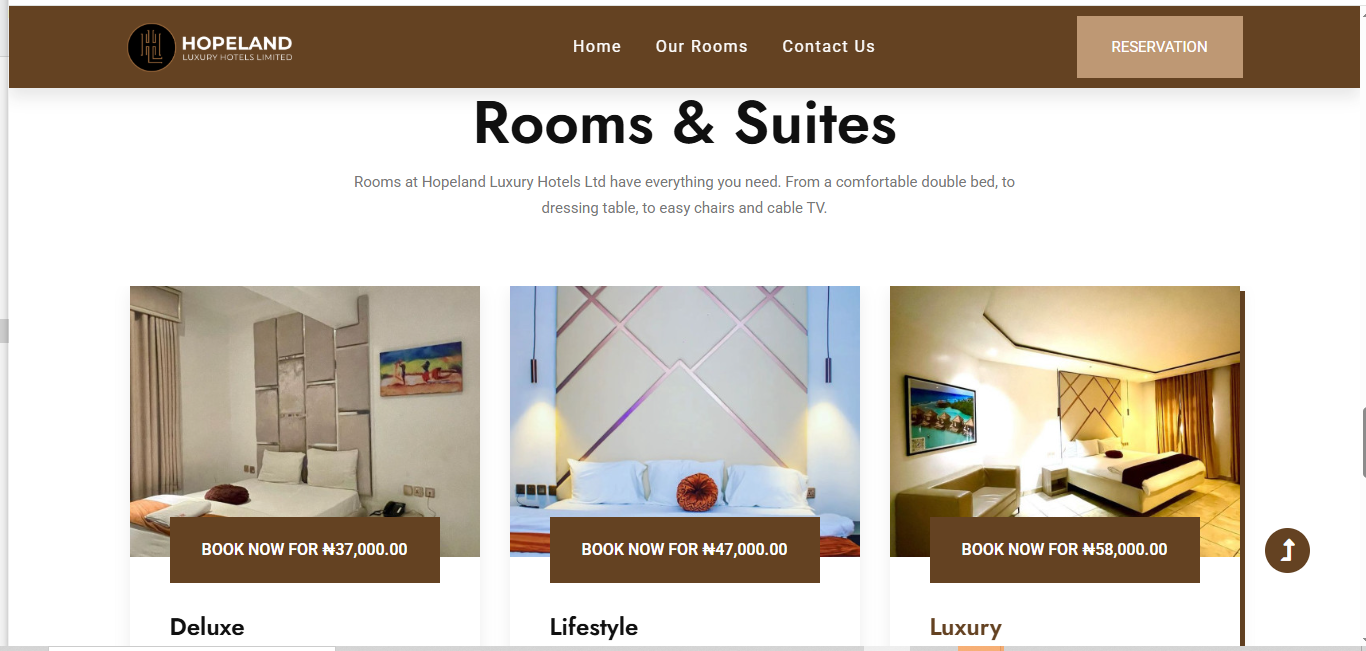 HOPELAND
LUXURY HOTELS LIMITED
Home Our Rooms Contact Us
RESERVATION
Rooms & Suites
Rooms at Hopeland Luxury Hotels Ltd have everything you need. From a comfortable double bed, to
dressing table, to easy chairs and cable TV.
BOOK NOW FOR ₦37,000.00
BOOK NOW FOR ₦47,000.00
BOOK NOW FOR ₦58,000.00
Deluxe
Lifestyle
Luxury